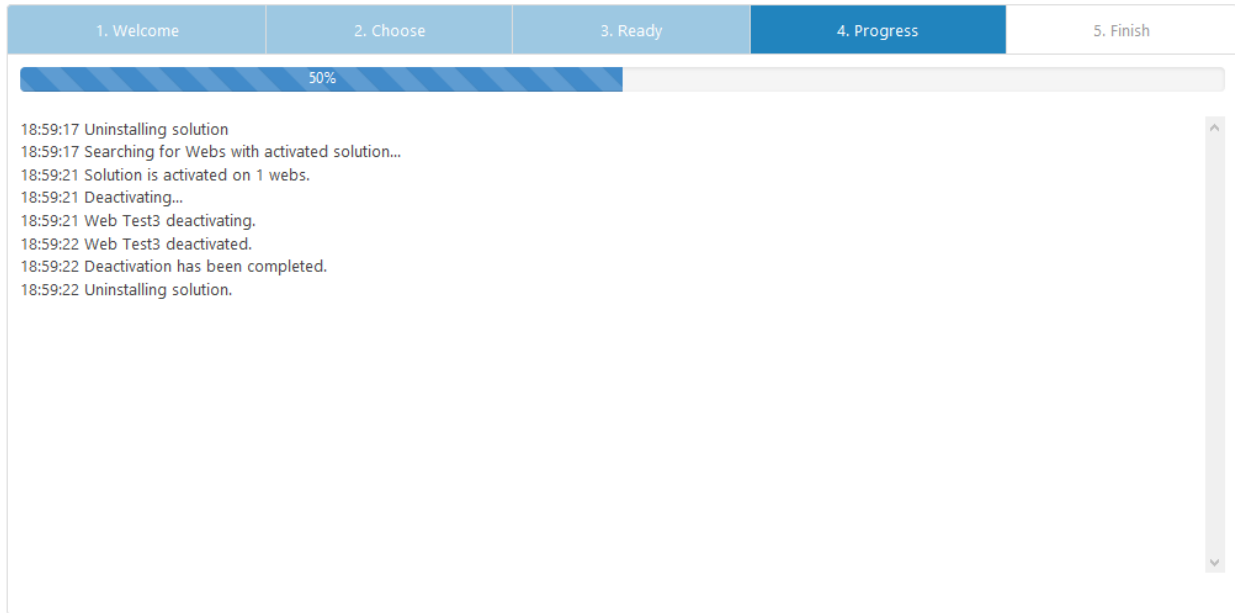 1. Welcome 2. Choose 3. Ready 4. Progress 5. Finish
50%
18:59:17 Uninstalling solution
18:59:17 Searching for Webs with activated solution...
18:59:21 Solution is activated on 1 webs.
18:59:21 Deactivating...
18:59:21 Web Test3 deactivating.
18:59:22 Web Test3 deactivated.
18:59:22 Deactivation has been completed.
18:59:22 Uninstalling solution.